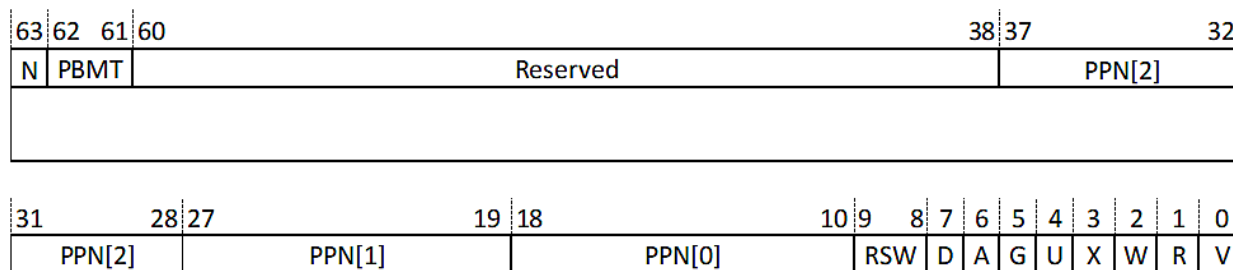 63 62 61 60 38 37 32
N PBMT Reserved PPN[2]
31 28 27 19 18 10 9 8 7 6 5 4 3 2 1 0
PPN[2] PPN[1] PPN[0] RSW D A G U X W R V